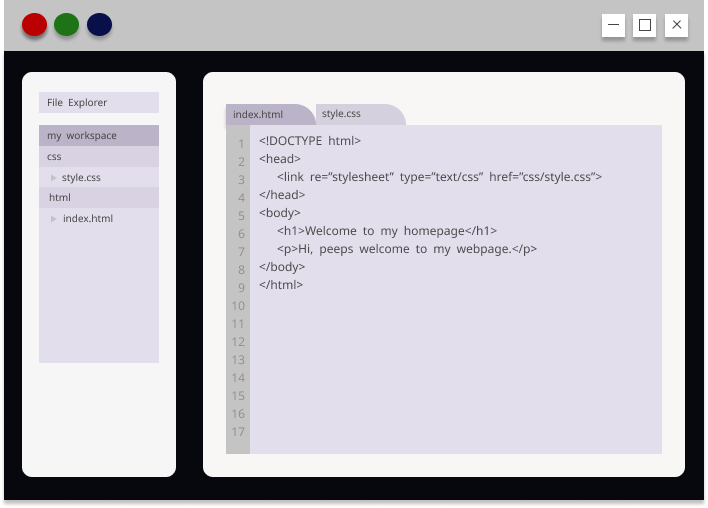 File Explorer
my workspace
css
style.css
html
index.html
index.html
style.css
1 <!DOCTYPE html>
2 <head>
3 <link re=”stylesheet” type=”text/css” href=”css/style.css”>
4 </head>
5 <body>
6 <h1>Welcome to my homepage</h1>
7 <p>Hi, peeps welcome to my webpage.</p>
8 </body>
9 </html>
10
11
12
13
14
15
16
17